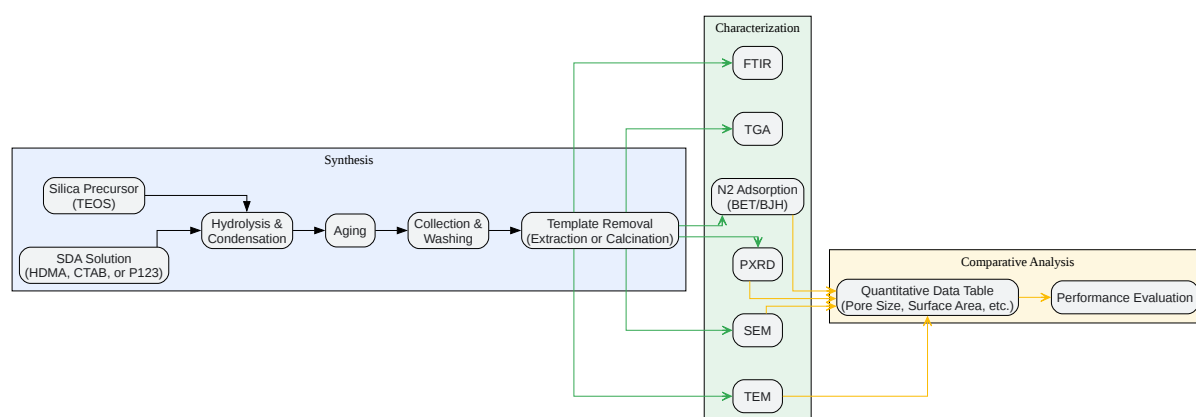 Synthesis
Silica Precursor
(TEOS)
SDA Solution
(HDMA, CTAB, or P123)
Hydrolysis &
Condensation
Aging
Collection &
Washing
Template Removal
(Extraction or Calcination)
Characterization
FTIR
TGA
N2 Adsorption
(BET/BJH)
PXRD
SEM
TEM
Comparative Analysis
Quantitative Data Table
(Pore Size, Surface Area, etc.)
Performance Evaluation